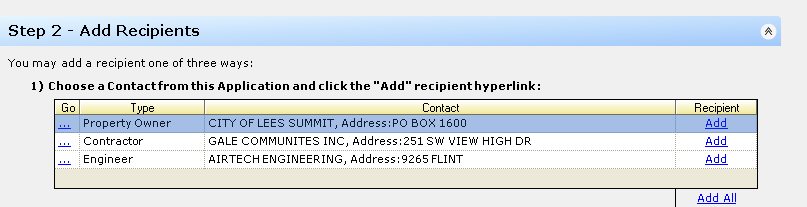 Step 2 - Add Recipients
You may add a recipient one of three ways:
1) Choose a Contact from this Application and click the "Add" recipient hyperlink:
Go Type Contact Recipient
... Property Owner CITY OF LEES SUMMIT, Address:PO BOX 1600 Add
... Contractor GALE COMMUNITES INC, Address:251 SW VIEW HIGH DR Add
... Engineer AIRTECH ENGINEERING, Address:9265 FLINT Add
Add All